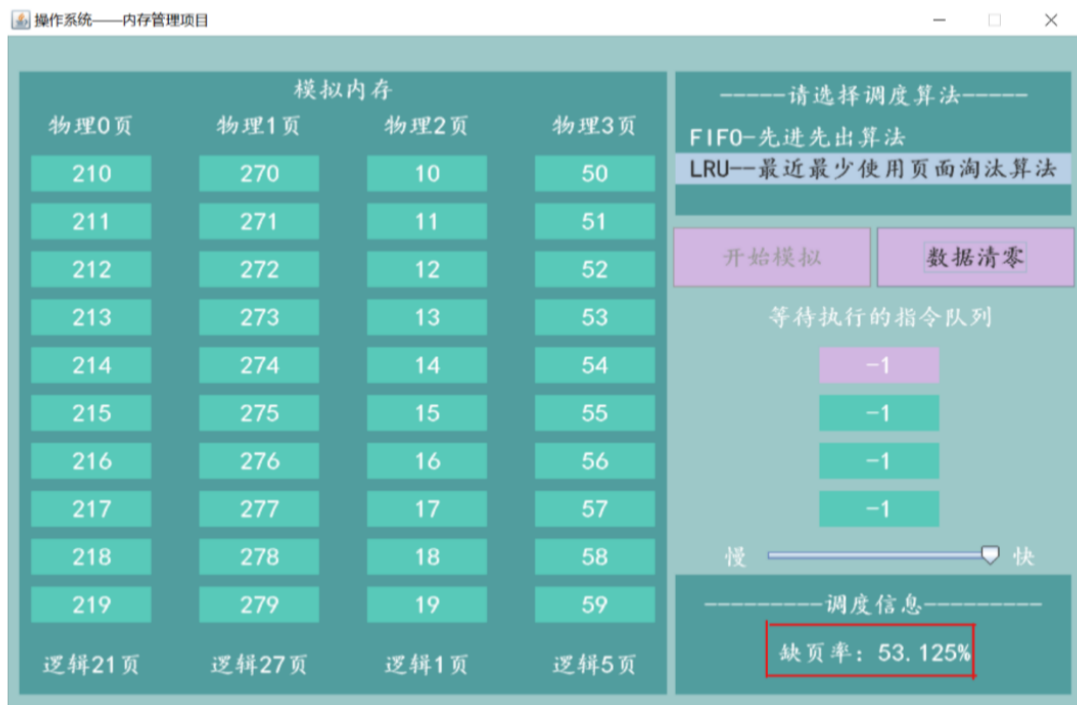 操作系统——内存管理项目
模拟内存
物理0页 物理1页 物理2页 物理3页
210 270 10 50
211 271 11 51
212 272 12 52
213 273 13 53
214 274 14 54
215 275 15 55
216 276 16 56
217 277 17 57
218 278 18 58
219 279 19 59
逻辑21页 逻辑27页 逻辑1页 逻辑5页
-----请选择调度算法-----
FIFO-先进先出算法
LRU--最近最少使用页面淘汰算法
开始模拟 数据清零
等待执行的指令队列
-1
-1
-1
-1
慢 快
---------调度信息---------
缺页率: 53.125%